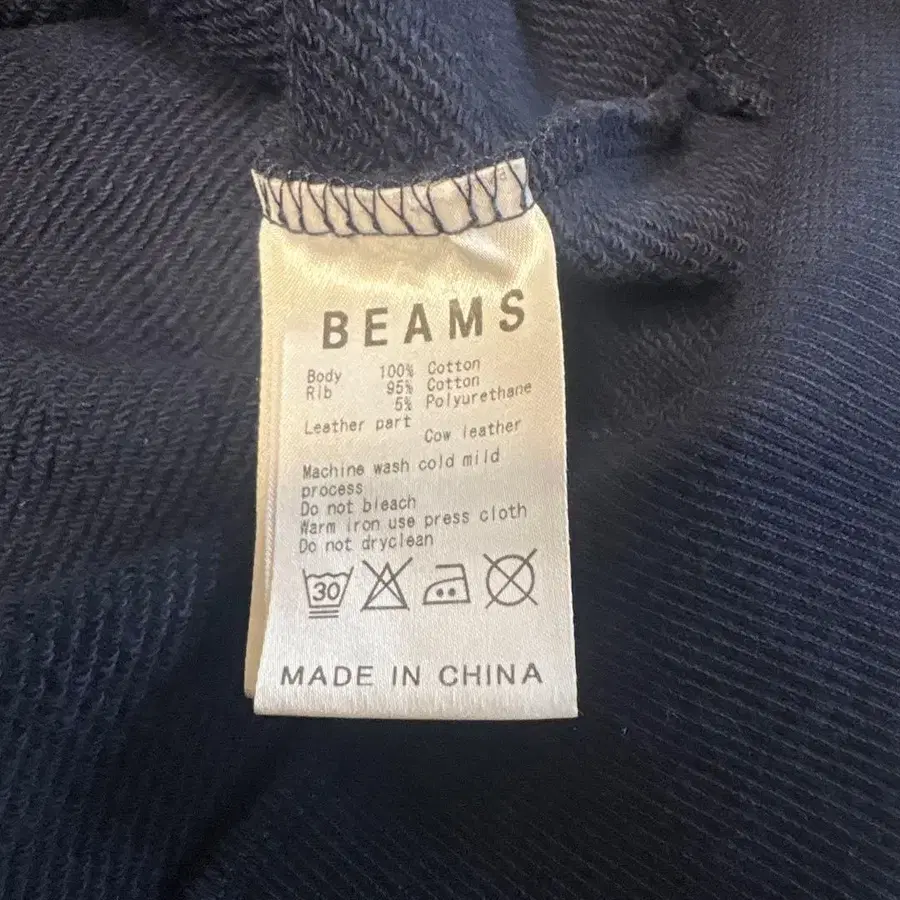 BEAMS
Body 100% Cotton
Rib 95% Cotton
5% Polyurethane
Leather part
Cow leather
Machine wash cold mild
process
Do not bleach
Warm iron use press cloth
Do not dryclean
30
MADE IN CHINA